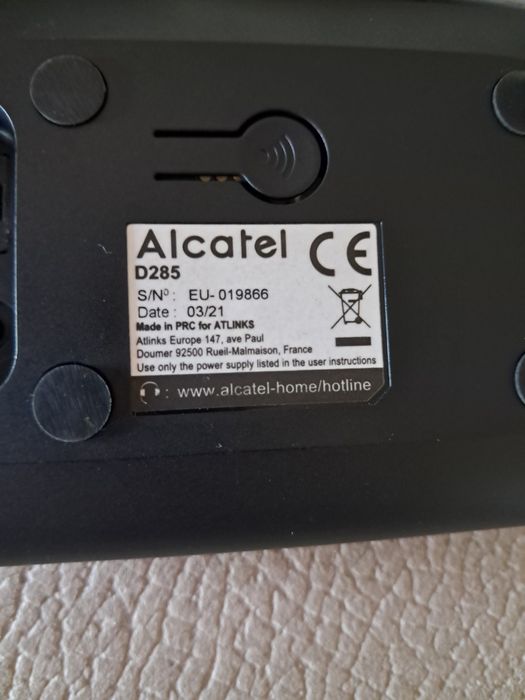 Alcatel
D285
S/Nº : EU- 019866
Date : 03/21
Made in PRC for ATLINKS
Atlinks Europe 147, ave Paul
Doumer 92500 Rueil-Malmaison, France
Use only the power supply listed in the user instructions
: www.alcatel-home/hotline
CE